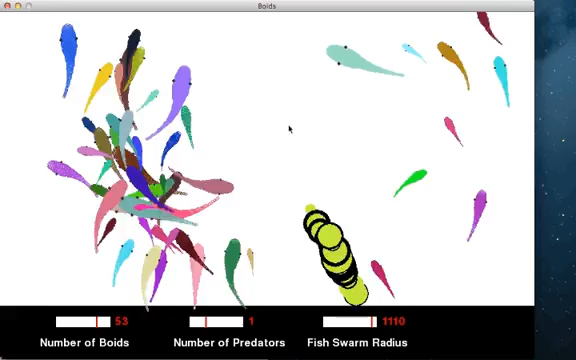 Boids
53 1 1110
Number of Boids Number of Predators Fish Swarm Radius